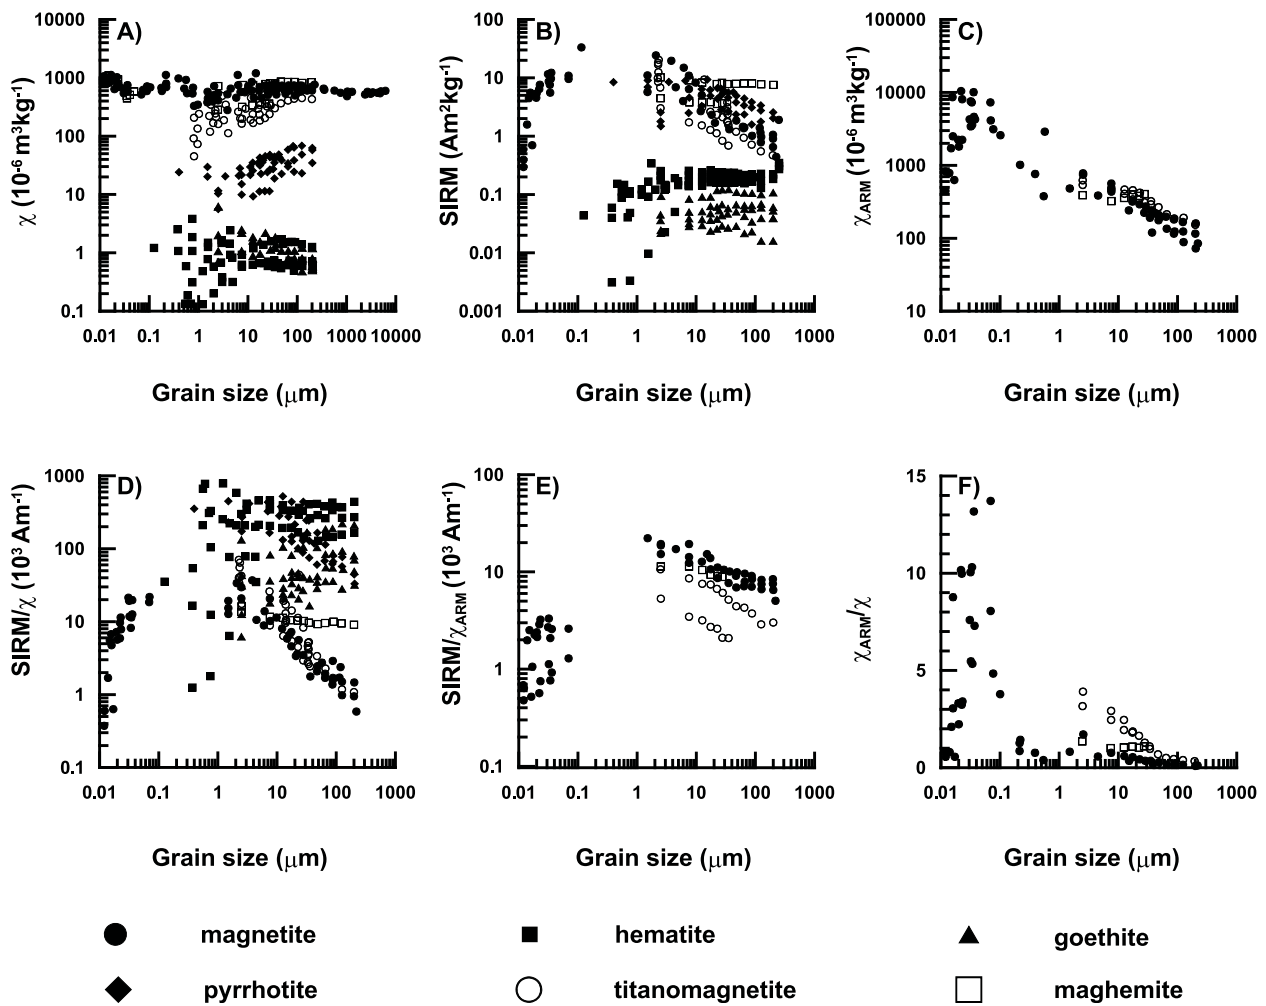 A)
χ (10⁻⁶ m³kg⁻¹)
10000
1000
100
10
1
0.1
0.01 0.1 1 10 100 1000 10000
Grain size (μm)
B)
SIRM (Am²kg⁻¹)
100
10
1
0.1
0.01
0.001
0.01 0.1 1 10 100 1000
Grain size (μm)
C)
χARM (10⁻⁶ m³kg⁻¹)
100000
10000
1000
100
10
0.01 0.1 1 10 100 1000
Grain size (μm)
D)
SIRM/χ (10³ Am⁻¹)
1000
100
10
1
0.1
0.01 0.1 1 10 100 1000 10000
Grain size (μm)
E)
SIRM/χARM (10³ Am⁻¹)
100
10
1
0.1
0.01 0.1 1 10 100 1000
Grain size (μm)
F)
χARM/χ
15
10
5
0
0.01 0.1 1 10 100 1000
Grain size (μm)
magnetite hematite goethite
pyrrhotite titanomagnetite maghemite